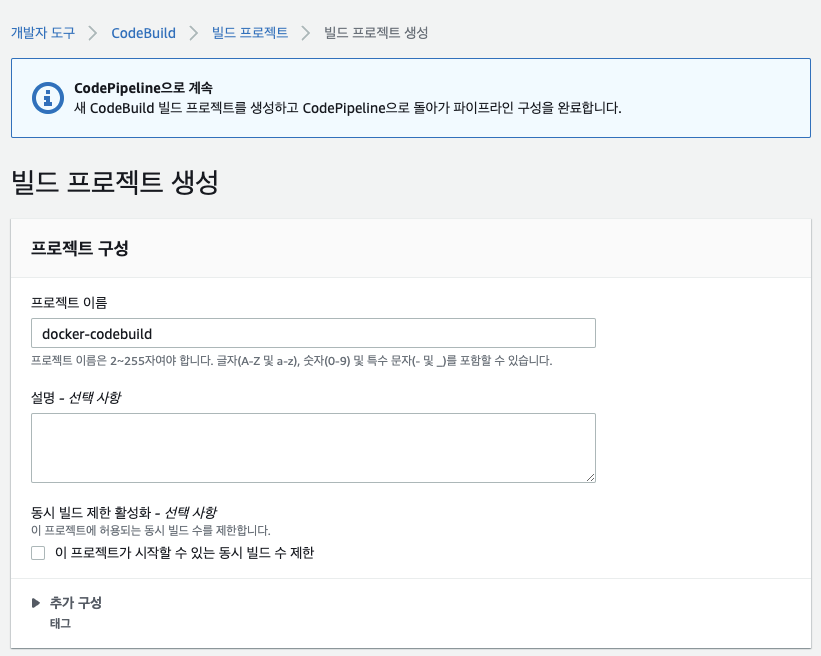 개발자 도구 > CodeBuild > 빌드 프로젝트 > 빌드 프로젝트 생성
CodePipeline으로 계속
새 CodeBuild 빌드 프로젝트를 생성하고 CodePipeline으로 돌아가 파이프라인 구성을 완료합니다.
빌드 프로젝트 생성
프로젝트 구성
프로젝트 이름
docker-codebuild
프로젝트 이름은 2~255자여야 합니다. 글자(A-Z 및 a-z), 숫자(0-9) 및 특수 문자(- 및 _)를 포함할 수 있습니다.
설명 - 선택 사항
동시 빌드 제한 활성화 - 선택 사항
이 프로젝트에 허용되는 동시 빌드 수를 제한합니다.
이 프로젝트가 시작할 수 있는 동시 빌드 수 제한
추가 구성
태그